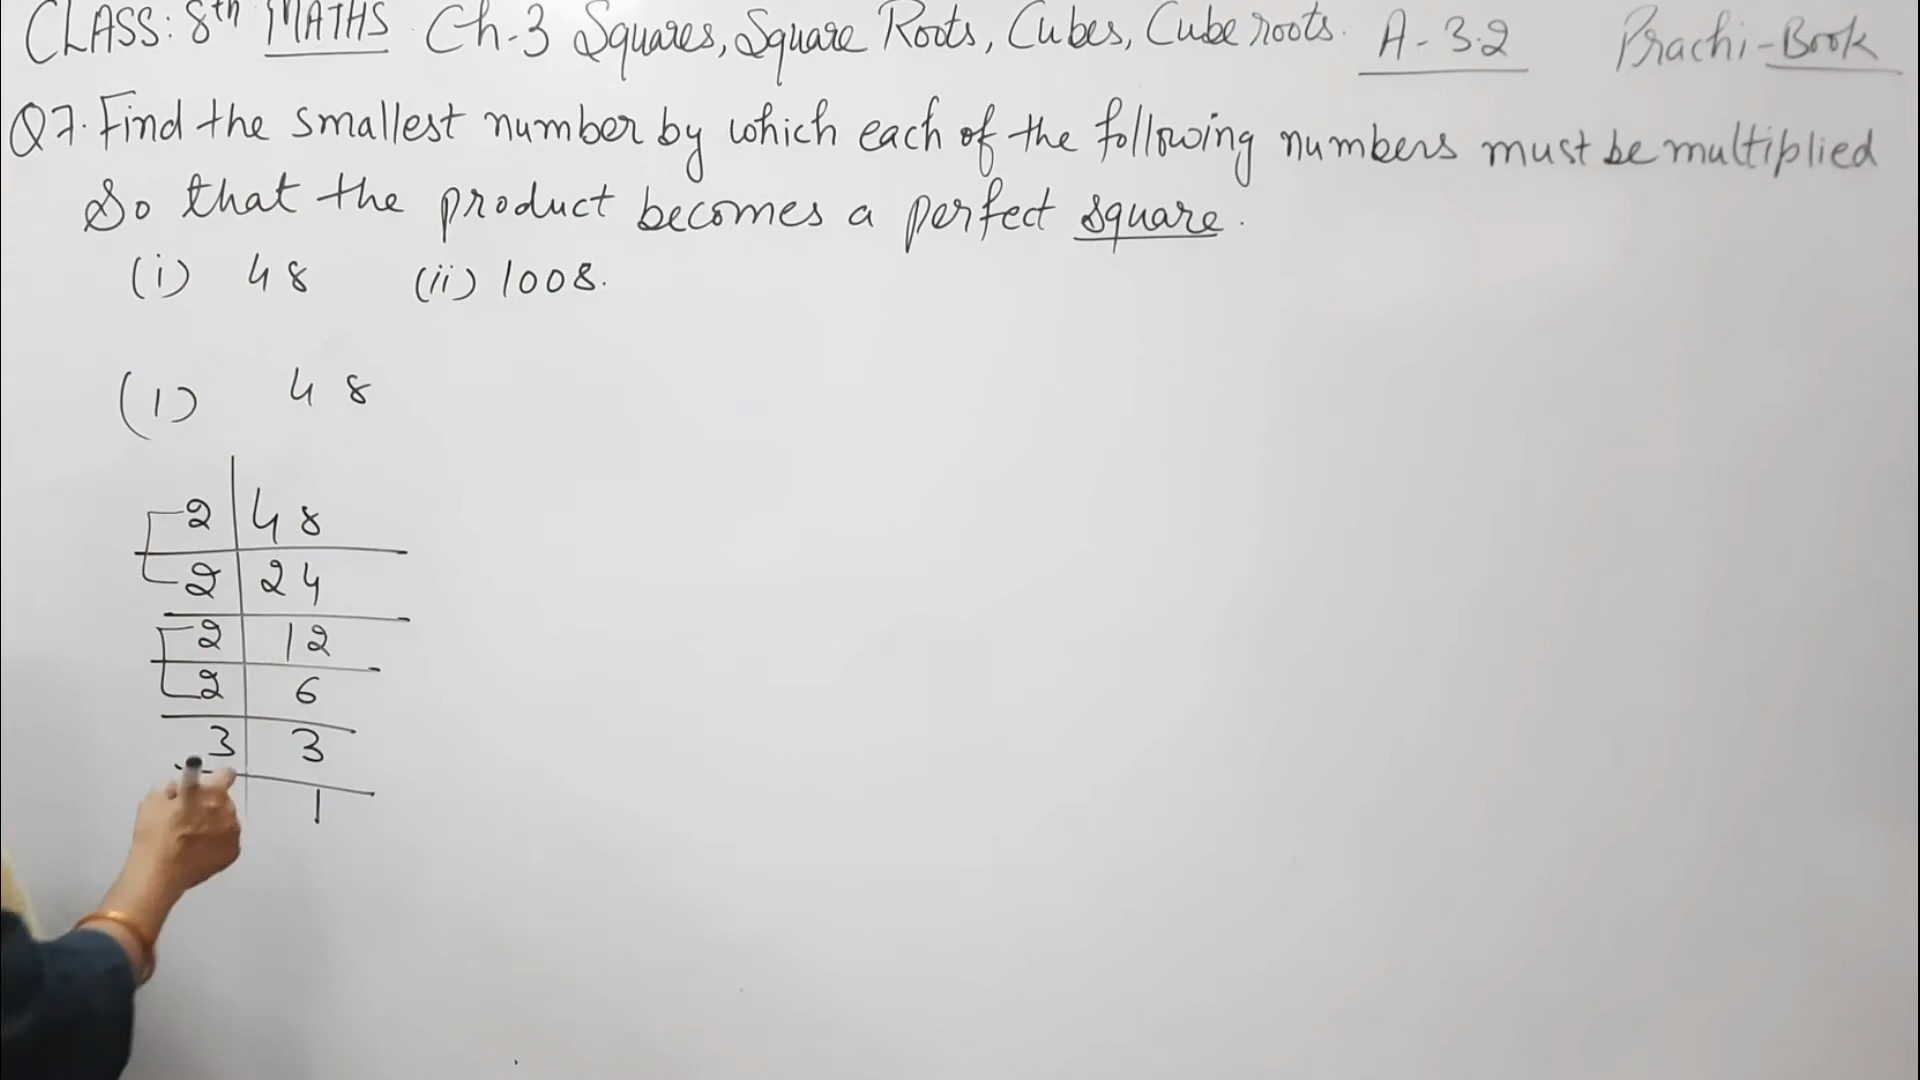 CLASS: 8th MATHS Ch-3 Squares, Square Roots, Cubes, Cube roots. A-3.2 Prachi-Book
Q7. Find the smallest number by which each of the following numbers must be multiplied
So that the product becomes a perfect square.
(i) 48 (ii) 1008.
(i) 48
2 48
2 24
2 12
2 6
3 3
1